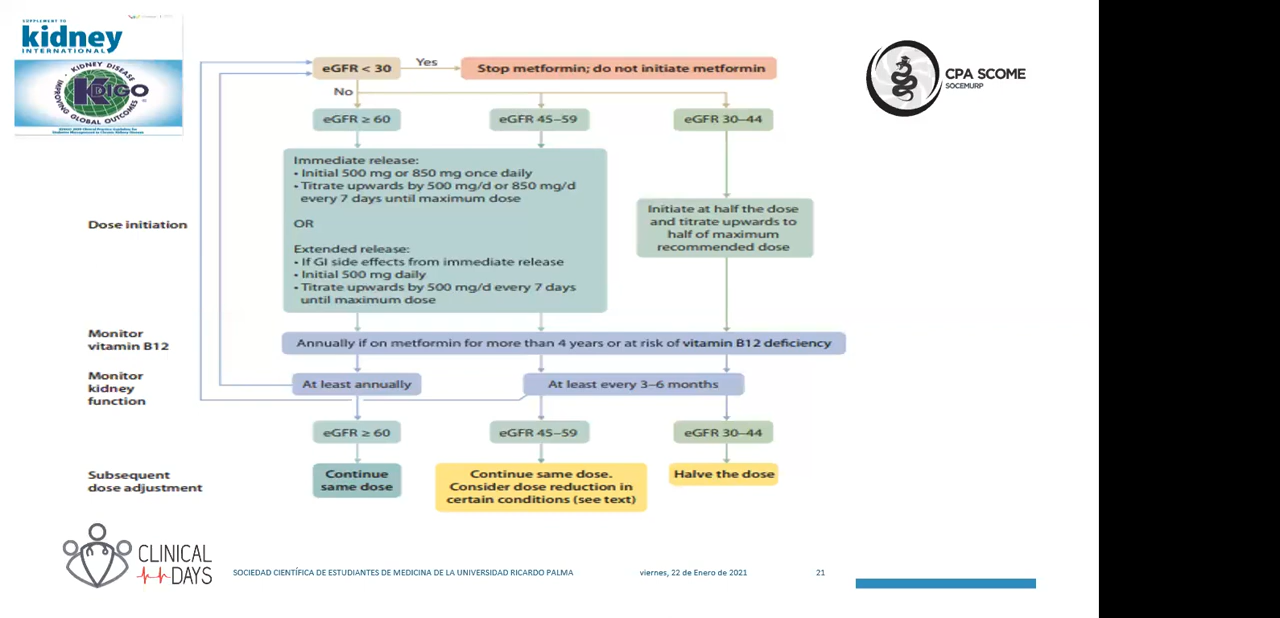 SUPPLEMENT TO
kidney
INTERNATIONAL
KIDNEY DISEASE
KDIGO
IMPROVING GLOBAL OUTCOMES
CPA SCOME
SOCEMURP
eGFR < 30
Yes
Stop metformin; do not initiate metformin
No
eGFR ≥ 60
eGFR 45–59
eGFR 30–44
Dose initiation
Immediate release:
• Initial 500 mg or 850 mg once daily
• Titrate upwards by 500 mg/d or 850 mg/d
every 7 days until maximum dose
OR
Extended release:
• If GI side effects from immediate release
• Initial 500 mg daily
• Titrate upwards by 500 mg/d every 7 days
until maximum dose
Initiate at half the dose
and titrate upwards to
half of maximum
recommended dose
Monitor
vitamin B12
Annually if on metformin for more than 4 years or at risk of vitamin B12 deficiency
Monitor
kidney
function
At least annually
At least every 3–6 months
eGFR ≥ 60
eGFR 45–59
eGFR 30–44
Subsequent
dose adjustment
Continue
same dose
Continue same dose.
Consider dose reduction in
certain conditions (see text)
Halve the dose
CLINICAL
DAYS
SOCIEDAD CIENTÍFICA DE ESTUDIANTES DE MEDICINA DE LA UNIVERSIDAD RICARDO PALMA
viernes, 22 de Enero de 2021
21